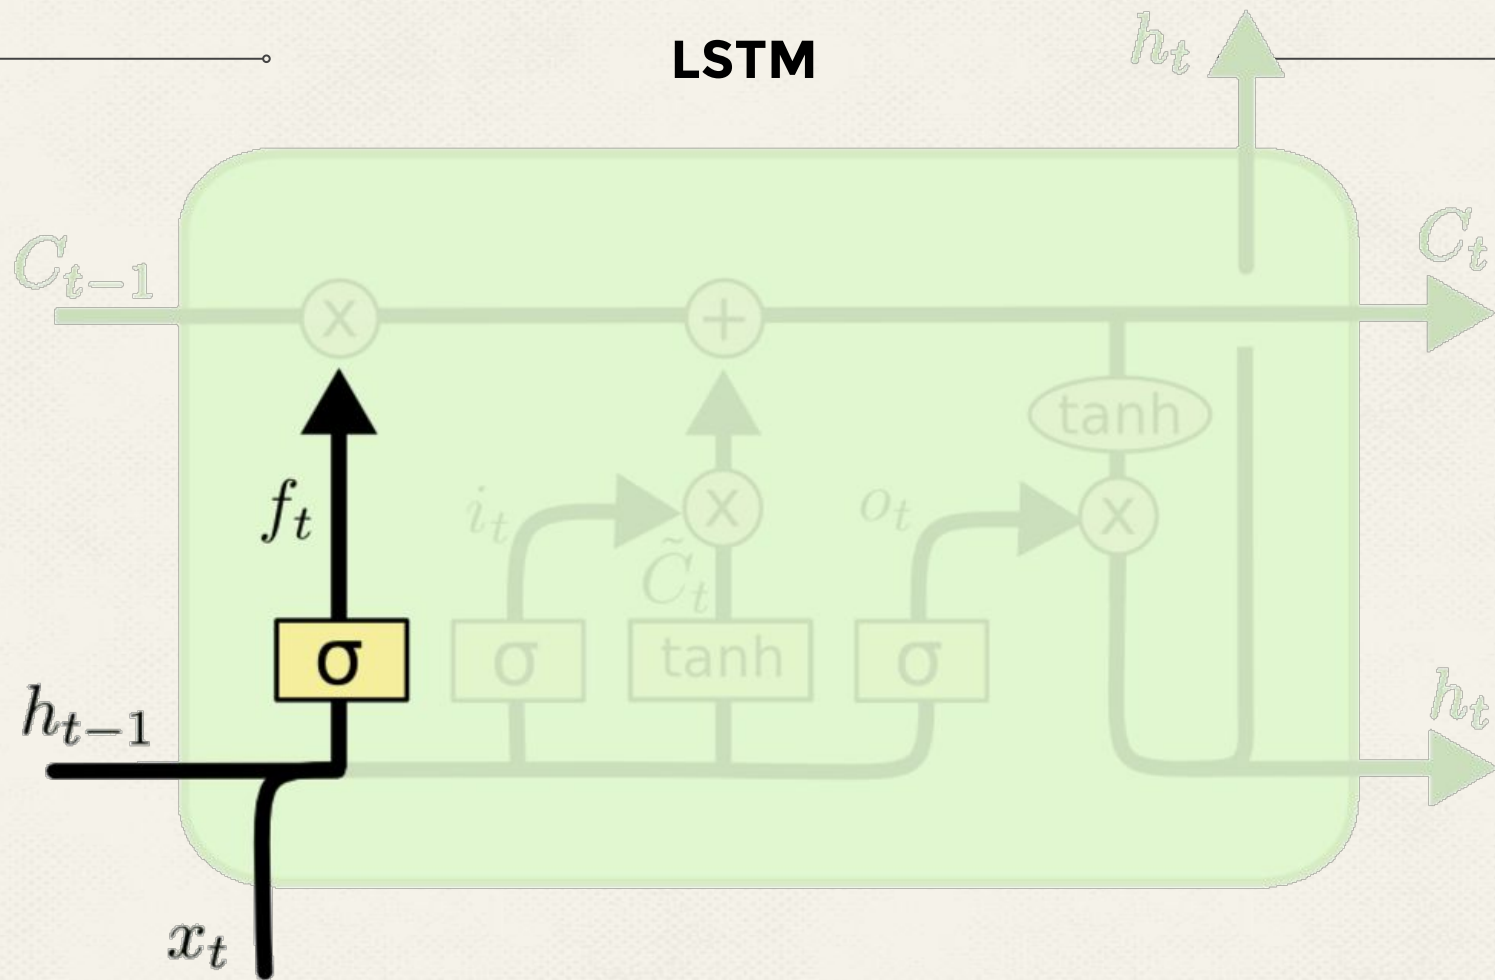 LSTM
h_t
C_{t-1}
C_t
x
+
tanh
f_t
i_t
x
o_t
x
C̃_t
σ
σ
tanh
σ
h_{t-1}
h_t
x_t